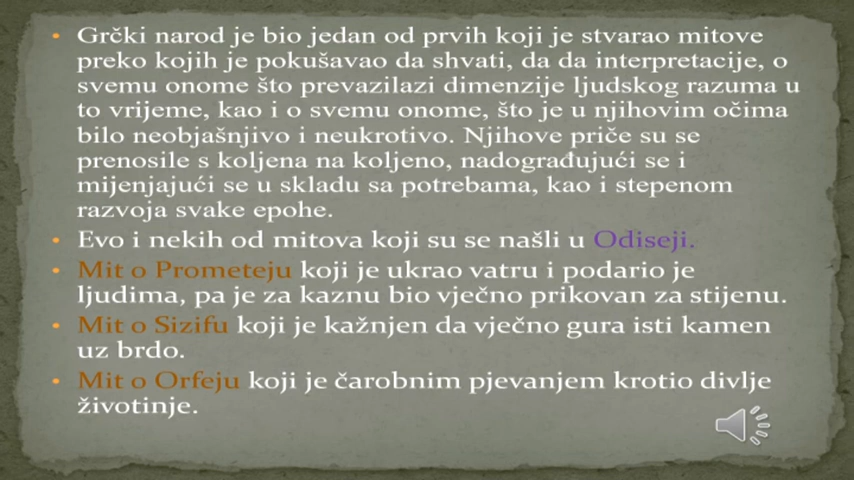 • Grčki narod je bio jedan od prvih koji je stvarao mitove
preko kojih je pokušavao da shvati, da da interpretacije, o
svemu onome što prevazilazi dimenzije ljudskog razuma u
to vrijeme, kao i o svemu onome, što je u njihovim očima
bilo neobjašnjivo i neukrotivo. Njihove priče su se
prenosile s koljena na koljeno, nadograđujući se i
mijenjajući se u skladu sa potrebama, kao i stepenom
razvoja svake epohe.
• Evo i nekih od mitova koji su se našli u Odiseji.
• Mit o Prometeju koji je ukrao vatru i podario je
ljudima, pa je za kaznu bio vječno prikovan za stijenu.
• Mit o Sizifu koji je kažnjen da vječno gura isti kamen
uz brdo.
• Mit o Orfeju koji je čarobnim pjevanjem krotio divlje
životinje.